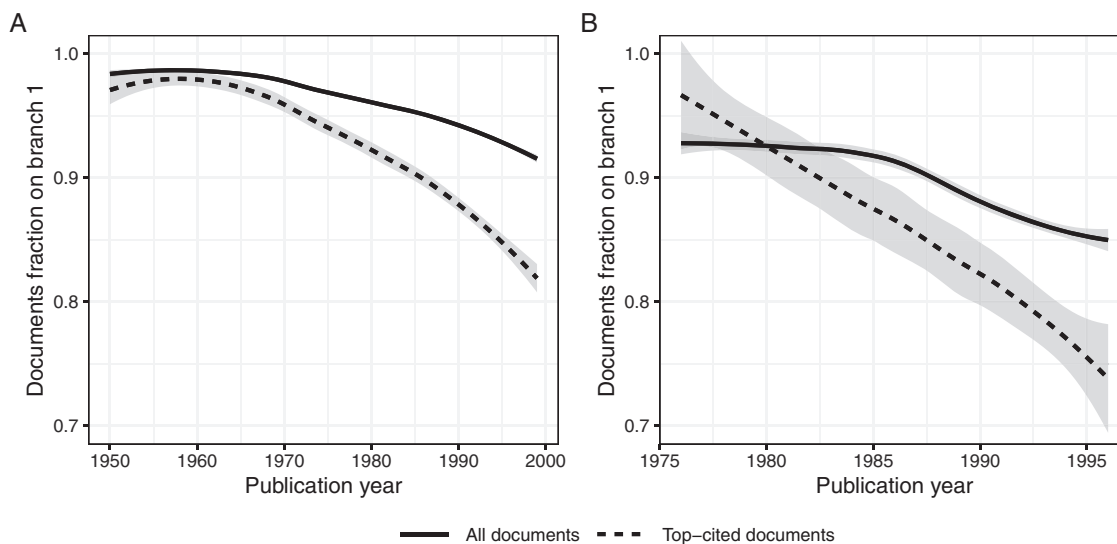 A
Documents fraction on branch 1
1.0
0.9
0.8
0.7
1950 1960 1970 1980 1990 2000
Publication year
B
Documents fraction on branch 1
1.0
0.9
0.8
0.7
1975 1980 1985 1990 1995
Publication year
All documents Top−cited documents